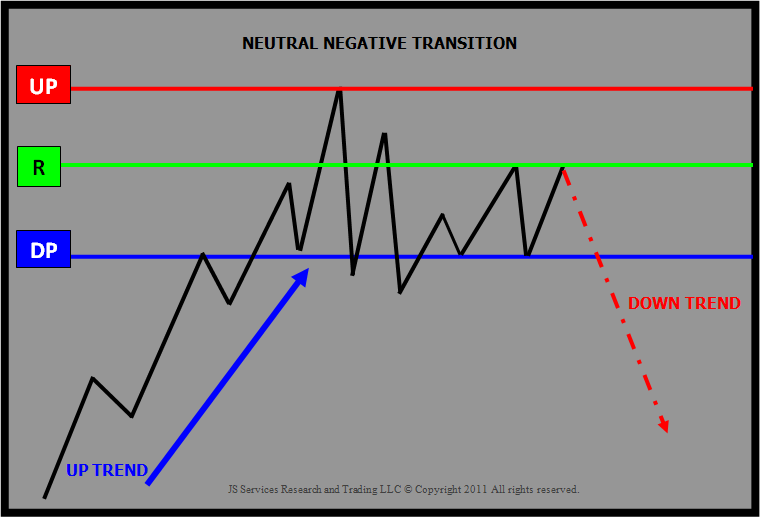 NEUTRAL NEGATIVE TRANSITION
UP
R
DP
DOWN TREND
UP TREND
JS Services Research and Trading LLC © Copyright 2011 All rights reserved.